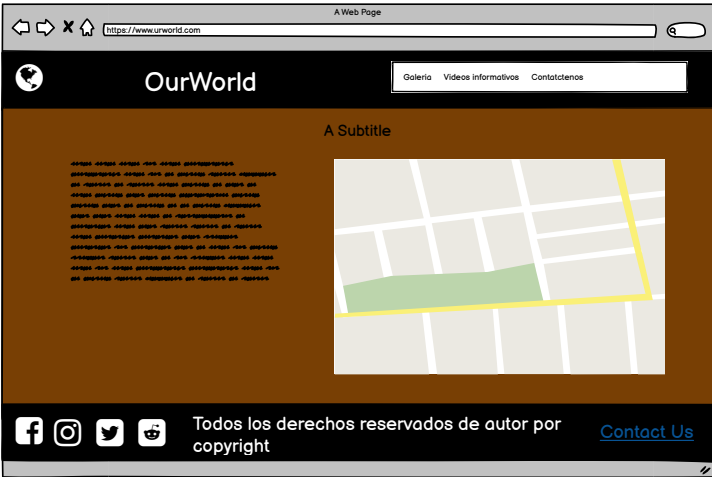 A Web Page
https://www.urworld.com
OurWorld
Galeria Videos informativos Contatctenos
A Subtitle
Todos los derechos reservados de autor por
copyright
Contact Us